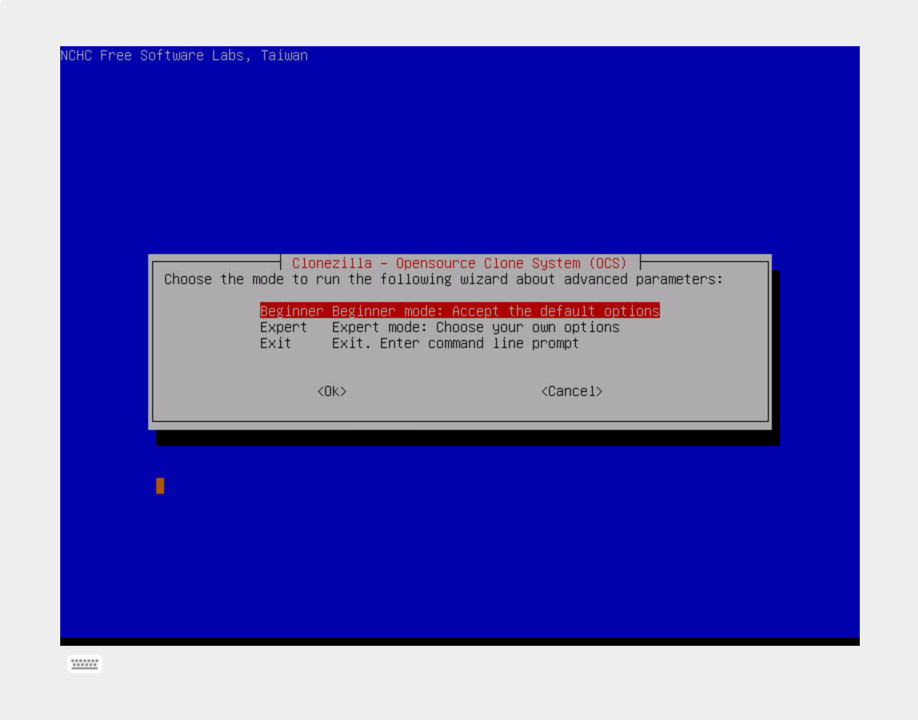 NCHC Free Software Labs, Taiwan
Clonezilla - Opensource Clone System (OCS)
Choose the mode to run the following wizard about advanced parameters:
Beginner Beginner mode: Accept the default options
Expert Expert mode: Choose your own options
Exit Exit. Enter command line prompt
<Ok> <Cancel>